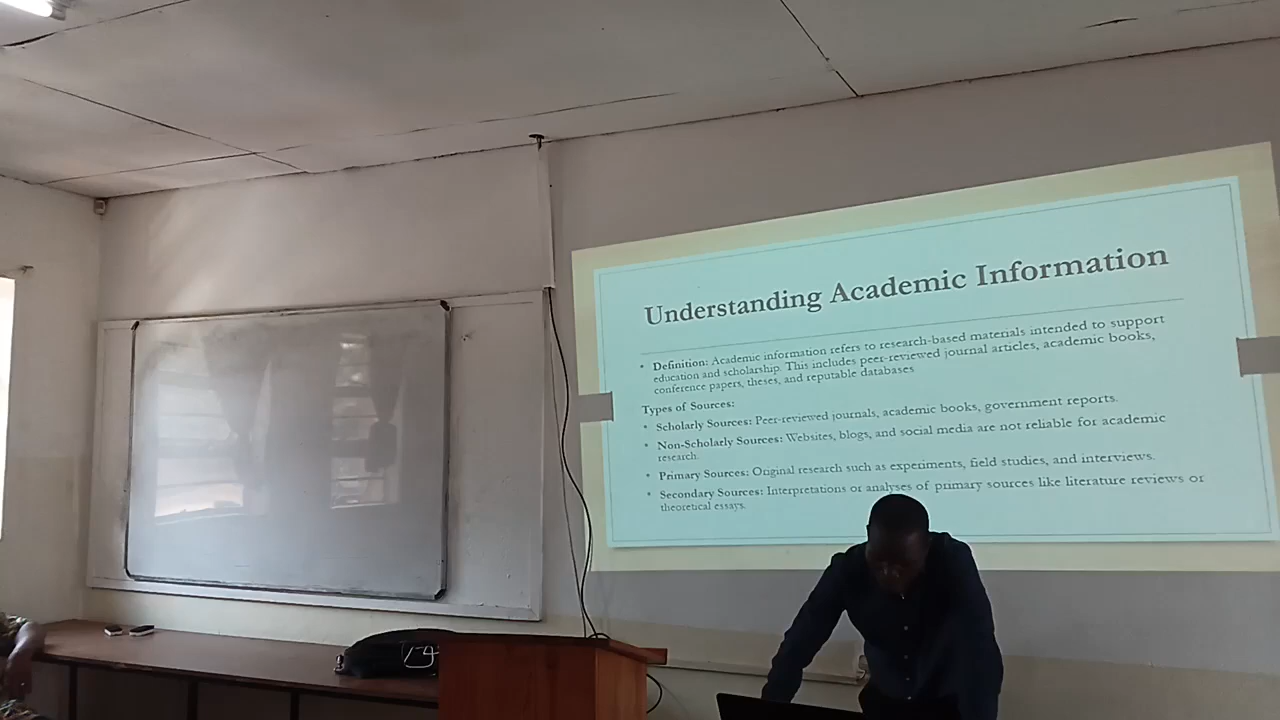 Understanding Academic Information
• Definition: Academic information refers to research-based materials intended to support
education and scholarship. This includes peer-reviewed journal articles, academic books,
conference papers, theses, and reputable databases
Types of Sources:
• Scholarly Sources: Peer-reviewed journals, academic books, government reports.
• Non-Scholarly Sources: Websites, blogs, and social media are not reliable for academic
research.
• Primary Sources: Original research such as experiments, field studies, and interviews.
• Secondary Sources: Interpretations or analyses of primary sources like literature reviews or
theoretical essays.